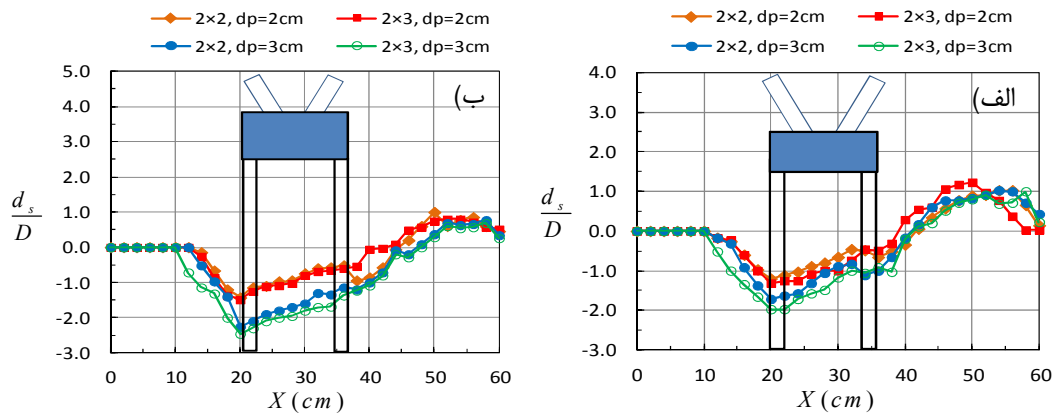 2×2, dp=2cm 2×3, dp=2cm
2×2, dp=3cm 2×3, dp=3cm
ب)
5.0
4.0
3.0
2.0
1.0
0.0
-1.0
-2.0
-3.0
d_s/D
0 10 20 30 40 50 60
X (cm)
2×2, dp=2cm 2×3, dp=2cm
2×2, dp=3cm 2×3, dp=3cm
الف)
4.0
3.0
2.0
1.0
0.0
-1.0
-2.0
-3.0
d_s/D
0 10 20 30 40 50 60
X (cm)